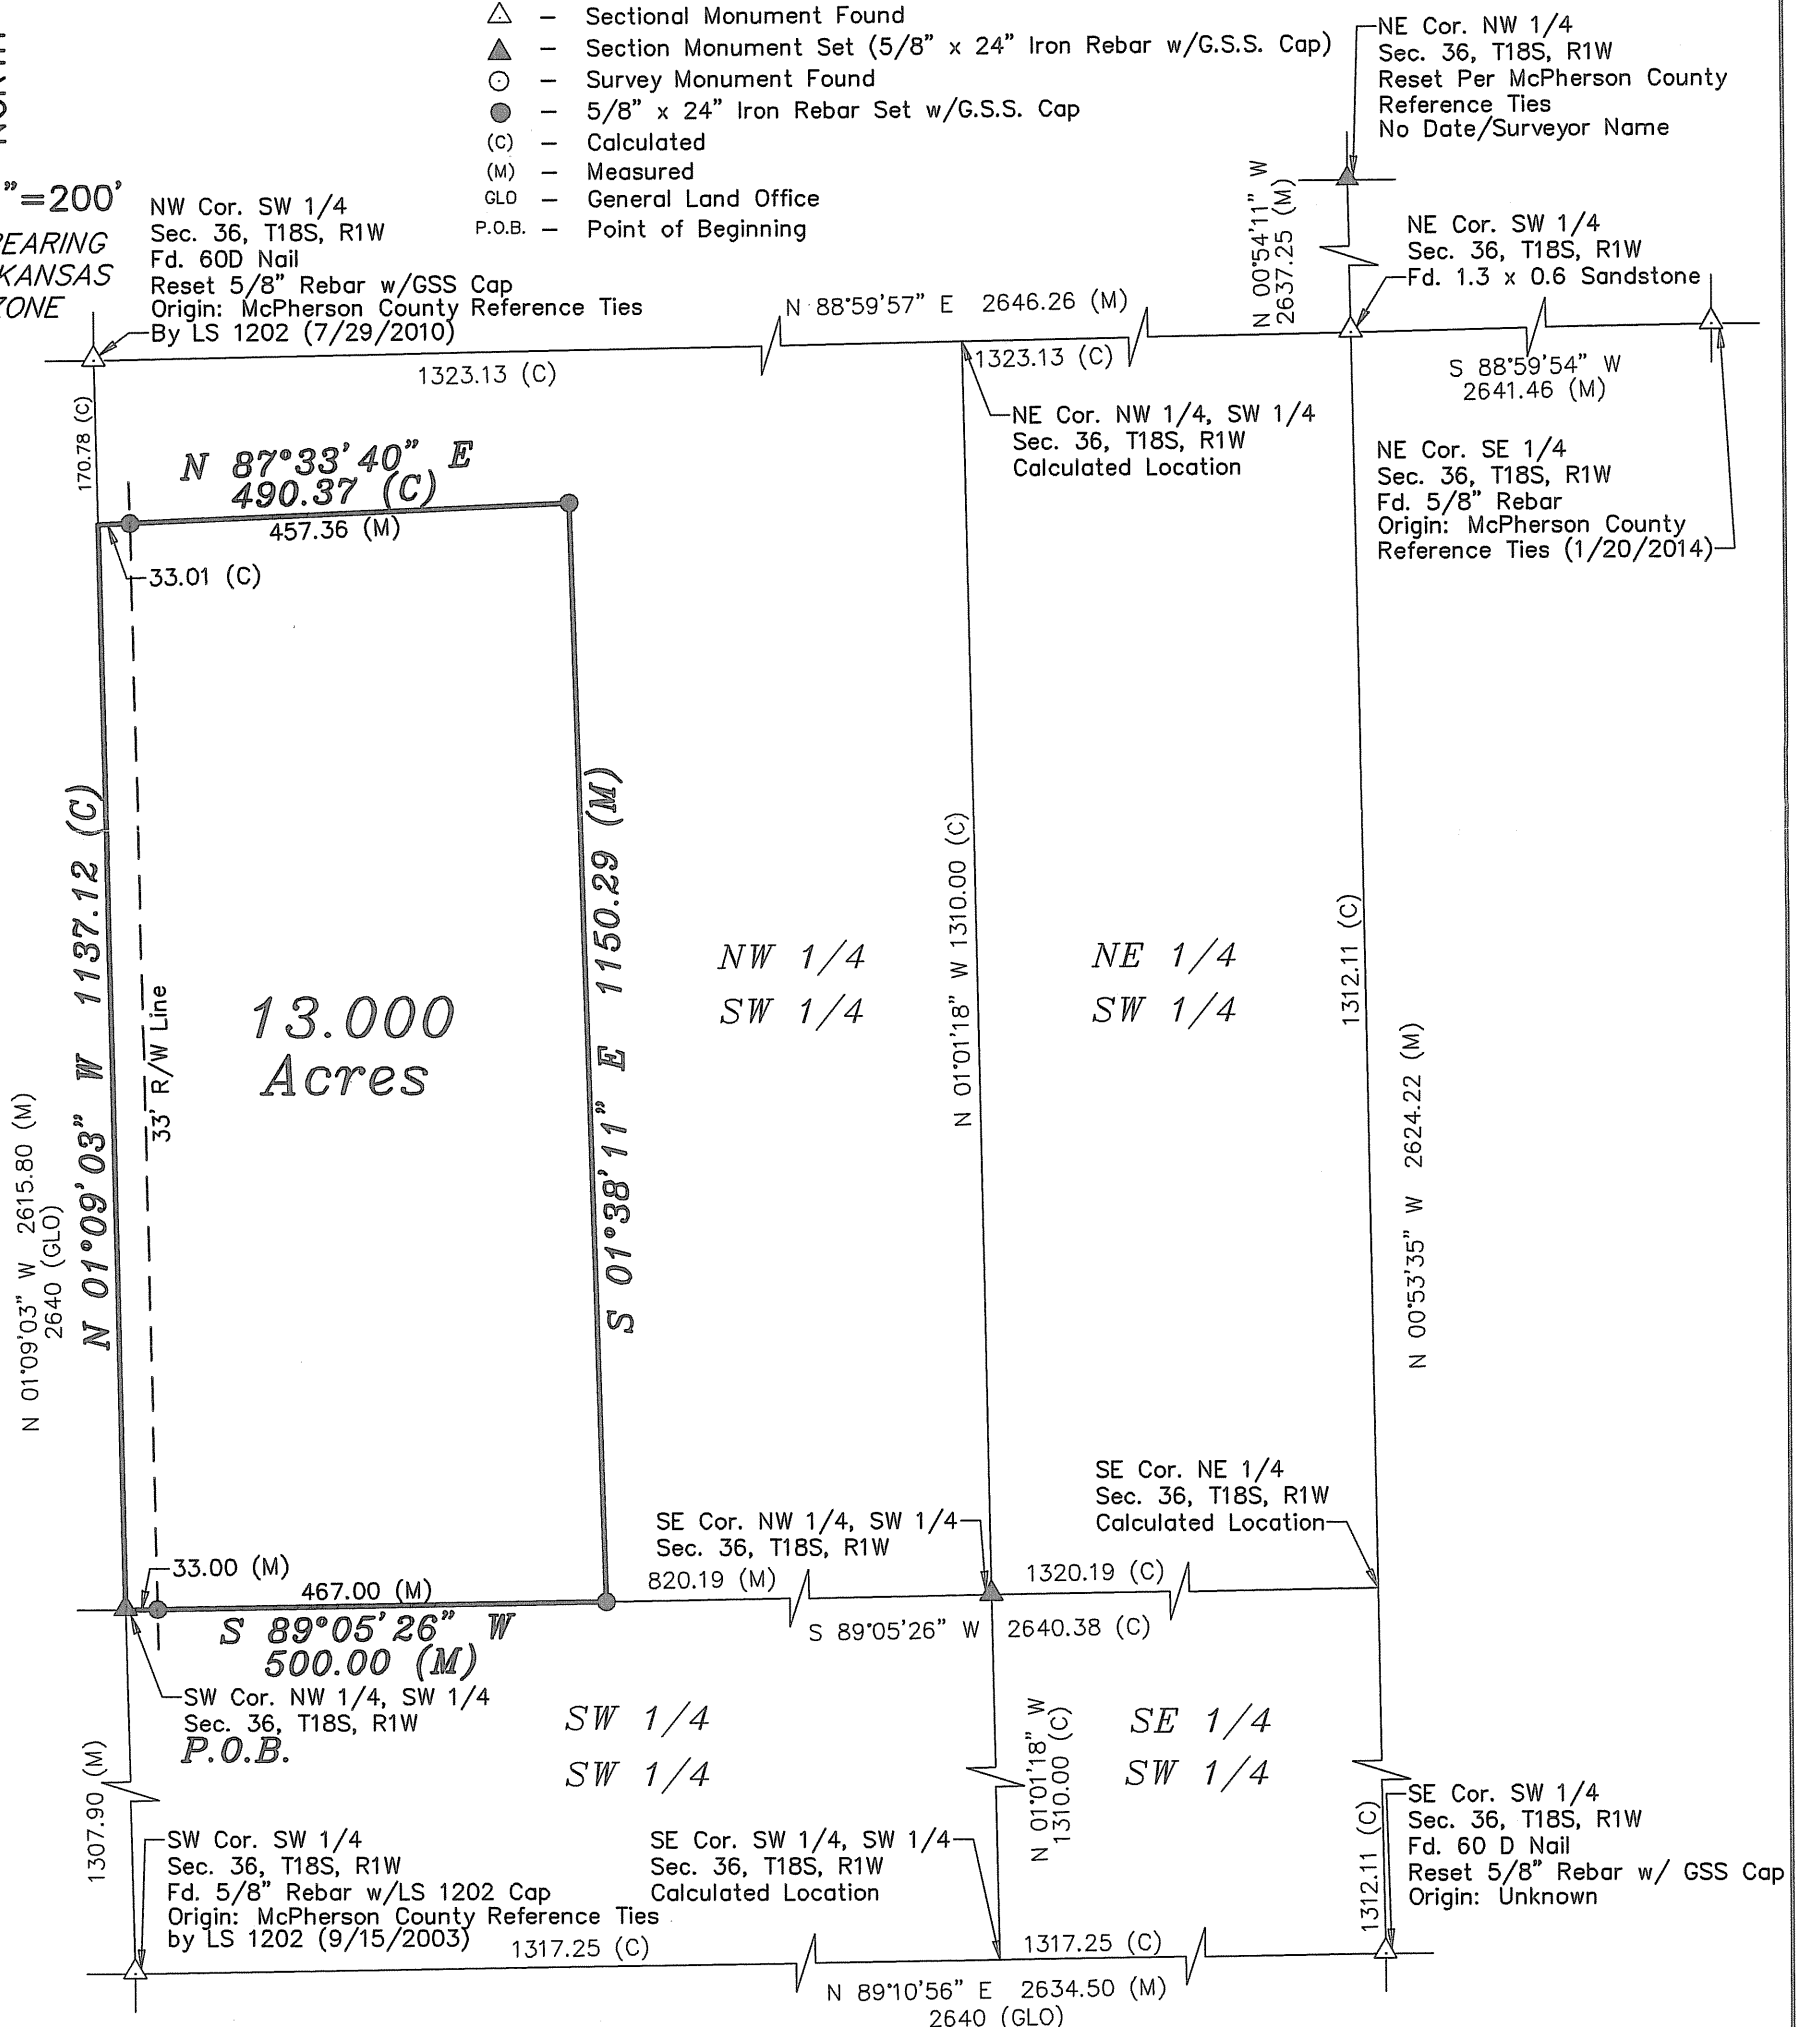 △ – Sectional Monument Found
▲ – Section Monument Set (5/8" x 24" Iron Rebar w/G.S.S. Cap)
⊙ – Survey Monument Found
● – 5/8" x 24" Iron Rebar Set w/G.S.S. Cap
(C) – Calculated
(M) – Measured
GLO – General Land Office
P.O.B. – Point of Beginning
NE Cor. NW 1/4
Sec. 36, T18S, R1W
Reset Per McPherson County
Reference Ties
No Date/Surveyor Name
"=200'
KANSAS
ZONE
NW Cor. SW 1/4
Sec. 36, T18S, R1W
Fd. 60D Nail
Reset 5/8" Rebar w/GSS Cap
Origin: McPherson County Reference Ties
By LS 1202 (7/29/2010)
N 88°59'57" E 2646.26 (M)
N 00°54'11" W
2637.25 (M)
NE Cor. SW 1/4
Sec. 36, T18S, R1W
Fd. 1.3 x 0.6 Sandstone
1323.13 (C)
1323.13 (C)
S 88°59'54" W
2641.46 (M)
170.78 (C)
NE Cor. NW 1/4, SW 1/4
Sec. 36, T18S, R1W
Calculated Location
NE Cor. SE 1/4
Sec. 36, T18S, R1W
Fd. 5/8" Rebar
Origin: McPherson County
Reference Ties (1/20/2014)
N 87°33'40" E
490.37 (C)
457.36 (M)
33.01 (C)
N 01°09'03" W 1137.12 (C)
33' R/W Line
13.000
Acres
S 01°38'11" E 1150.29 (M)
NW 1/4
SW 1/4
N 01°01'18" W 1310.00 (C)
NE 1/4
SW 1/4
1312.11 (C)
N 00°53'35" W 2624.22 (M)
N 01°09'03" W 2615.80 (M)
2640 (GLO)
SE Cor. NE 1/4
Sec. 36, T18S, R1W
Calculated Location
SE Cor. NW 1/4, SW 1/4
Sec. 36, T18S, R1W
33.00 (M)
467.00 (M)
820.19 (M)
1320.19 (C)
S 89°05'26" W
500.00 (M)
S 89°05'26" W 2640.38 (C)
SW Cor. NW 1/4, SW 1/4
Sec. 36, T18S, R1W
P.O.B.
SW 1/4
SW 1/4
N 01°01'18" W
1310.00 (C)
SE 1/4
SW 1/4
1307.90 (M)
SW Cor. SW 1/4
Sec. 36, T18S, R1W
Fd. 5/8" Rebar w/LS 1202 Cap
Origin: McPherson County Reference Ties
by LS 1202 (9/15/2003)
SE Cor. SW 1/4, SW 1/4
Sec. 36, T18S, R1W
Calculated Location
1312.11 (C)
SE Cor. SW 1/4
Sec. 36, T18S, R1W
Fd. 60 D Nail
Reset 5/8" Rebar w/ GSS Cap
Origin: Unknown
1317.25 (C)
1317.25 (C)
N 89°10'56" E 2634.50 (M)
2640 (GLO)